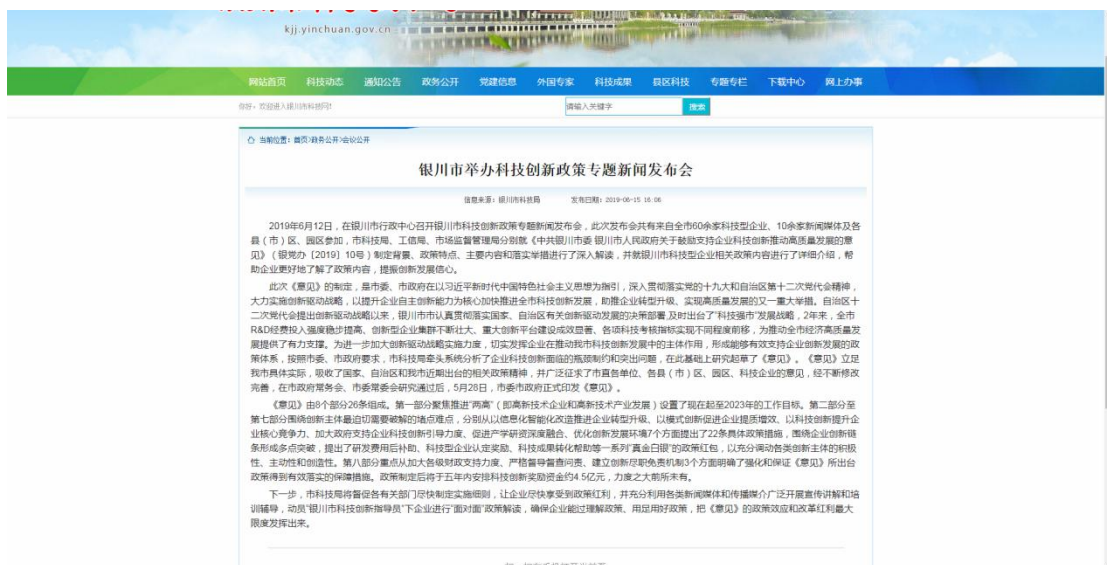 kjj.yinchuan.gov.cn
网站首页 科技动态 通知公告 政务公开 党建信息 外国专家 科技成果 县区科技 专题专栏 下载中心 网上办事
你好，欢迎进入银川市科技网! 请输入关键字 搜索
当前位置：首页>政务公开>会议公开
银川市举办科技创新政策专题新闻发布会
信息来源：银川市科技局 发布日期：2019-06-15 16:06
2019年6月12日，在银川市行政中心召开银川市科技创新政策专题新闻发布会，此次发布会共有来自全市60余家科技型企业、10余家新闻媒体及各
县（市）区、园区参加，市科技局、工信局、市场监督管理局分别就《中共银川市委 银川市人民政府关于鼓励支持企业科技创新推动高质量发展的意
见》（银党办〔2019〕10号）制定背景、政策特点、主要内容和落实举措进行了深入解读，并就银川市科技型企业相关政策内容进行了详细介绍，帮
助企业更好地了解了政策内容，提振创新发展信心。
此次《意见》的制定，是市委、市政府在以习近平新时代中国特色社会主义思想为指引，深入贯彻落实党的十九大和自治区第十二次党代会精神，
大力实施创新驱动战略，以提升企业自主创新能力为核心加快推进全市科技创新发展，助推企业转型升级、实现高质量发展的又一重大举措。自治区十
二次党代会提出创新驱动战略以来，银川市市认真贯彻落实国家、自治区有关创新驱动发展的决策部署,及时出台了“科技强市”发展战略，2年来，全市
R&D经费投入强度稳步提高、创新型企业集群不断壮大、重大创新平台建设成效显著、各项科技考核指标实现不同程度前移，为推动全市经济高质量发
展提供了有力支撑。为进一步加大创新驱动战略实施力度，切实发挥企业在推动我市科技创新发展中的主体作用，形成能够有效支持企业创新发展的政
策体系，按照市委、市政府要求，市科技局牵头系统分析了企业科技创新面临的瓶颈制约和突出问题，在此基础上研究起草了《意见》。《意见》立足
我市具体实际，吸收了国家、自治区和我市近期出台的相关政策精神，并广泛征求了市直各单位、各县（市）区、园区、科技企业的意见，经不断修改
完善，在市政府常务会、市委常委会研究通过后，5月28日，市委市政府正式印发《意见》。
《意见》由8个部分26条组成。第一部分聚焦推进“两高”（即高新技术企业和高新技术产业发展）设置了现在起至2023年的工作目标。第二部分至
第七部分围绕创新主体最迫切需要破解的堵点难点，分别从以信息化智能化改造推进企业转型升级、以模式创新促进企业提质增效、以科技创新提升企
业核心竞争力、加大政府支持企业科技创新引导力度、促进产学研资深度融合、优化创新发展环境7个方面提出了22条具体政策措施，围绕企业创新链
条形成多点突破，提出了研发费用后补助、科技型企业认定奖励、科技成果转化帮助等一系列“真金白银”的政策红包，以充分调动各类创新主体的积极
性、主动性和创造性。第八部分重点从加大各级财政支持力度、严格督导督查问责、建立创新尽职免责机制3个方面明确了强化和保证《意见》所出台
政策得到有效落实的保障措施。政策制定后将于五年内安排科技创新奖励资金约4.5亿元，力度之大前所未有。
下一步，市科技局将督促各有关部门尽快制定实施细则，让企业尽快享受到政策红利，并充分利用各类新闻媒体和传播媒介广泛开展宣传讲解和培
训辅导，动员“银川市科技创新指导员”下企业进行“面对面”政策解读，确保企业能过理解政策、用足用好政策，把《意见》的政策效应和改革红利最大
限度发挥出来。